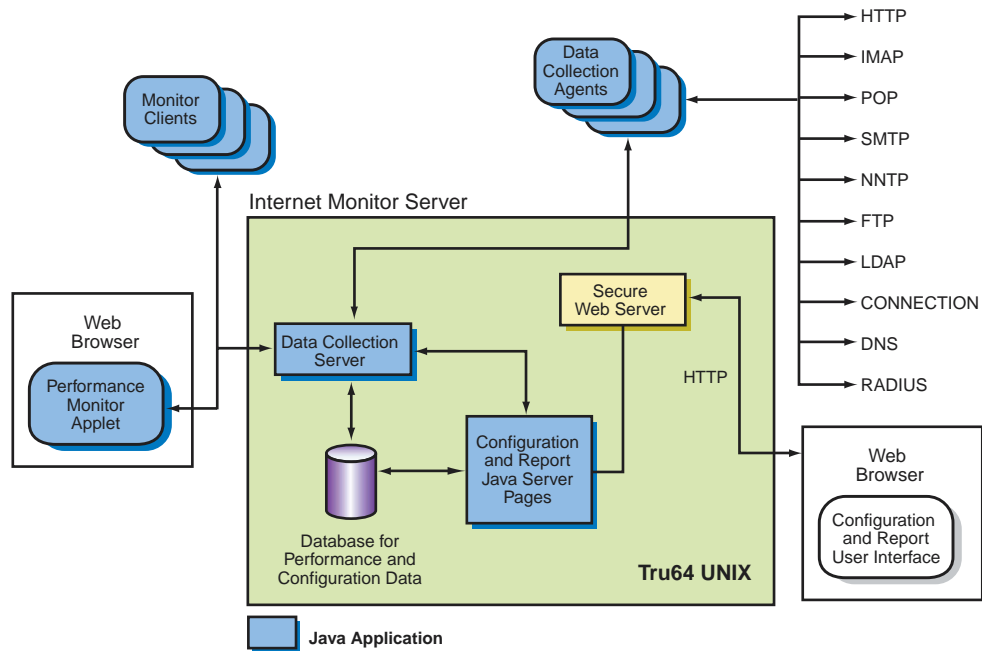 Data
Collection
Agents
HTTP
IMAP
POP
SMTP
NNTP
FTP
LDAP
CONNECTION
DNS
RADIUS
Monitor
Clients
Internet Monitor Server
Secure
Web Server
Data Collection
Server
HTTP
Web
Browser
Performance
Monitor
Applet
Configuration
and Report
Java Server
Pages
Database for
Performance and
Configuration Data
Tru64 UNIX
Web
Browser
Configuration
and Report
User Interface
Java Application